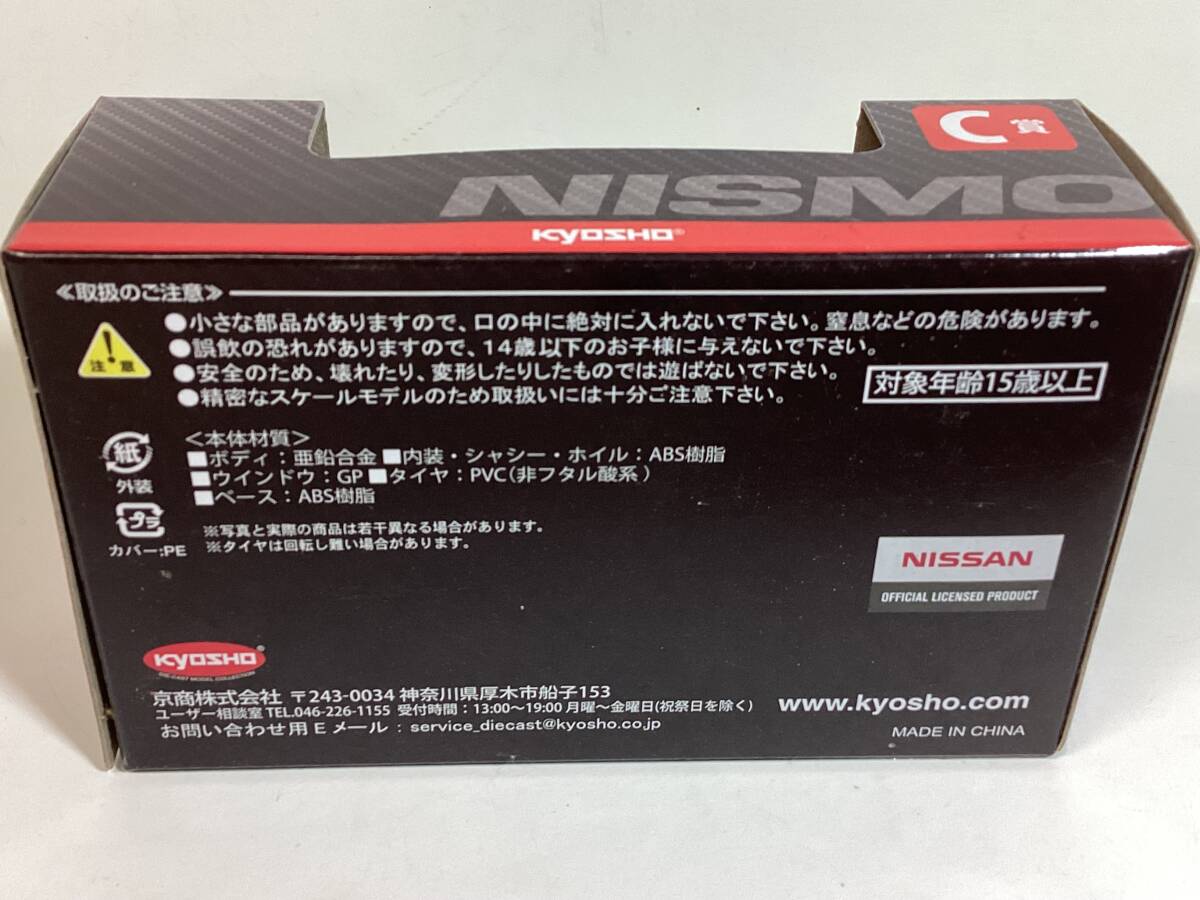 C賞
NISMO
KYOSHO®
≪取扱のご注意≫
注意
●小さな部品がありますので、口の中に絶対に入れないで下さい。窒息などの危険があります。
●誤飲の恐れがありますので、14歳以下のお子様に与えないで下さい。
●安全のため、壊れたり、変形したりしたものでは遊ばないで下さい。
●精密なスケールモデルのため取扱いには十分ご注意下さい。
対象年齢15歳以上
紙
外装
プラ
カバー:PE
＜本体材質＞
■ボディ：亜鉛合金 ■内装・シャシー・ホイル：ABS樹脂
■ウインドウ：GP ■タイヤ：PVC(非フタル酸系)
■ベース：ABS樹脂
※写真と実際の商品は若干異なる場合があります。
※タイヤは回転し難い場合があります。
NISSAN
OFFICIAL LICENSED PRODUCT
KYOSHO
DIE-CAST MODEL COLLECTION
京商株式会社 〒243-0034 神奈川県厚木市船子153
ユーザー相談室 TEL.046-226-1155 受付時間：13:00〜19:00 月曜〜金曜日(祝祭日を除く)
お問い合わせ用Eメール：service_diecast@kyosho.co.jp
www.kyosho.com
MADE IN CHINA